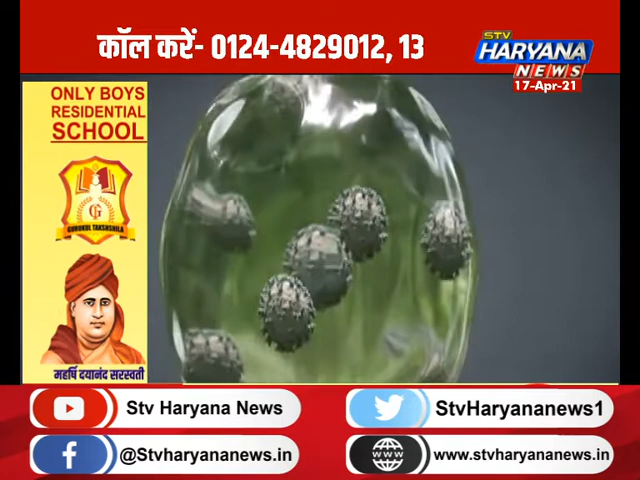 कॉल करें- 0124-4829012, 13
STV
HARYANA
NEWS
17-Apr-21
ONLY BOYS
RESIDENTIAL
SCHOOL
GURUKUL TAKSHSHILA
महर्षि दयानंद सरस्वती
Stv Haryana News
StvHaryananews1
@Stvharyananews.in
www.stvharyananews.in